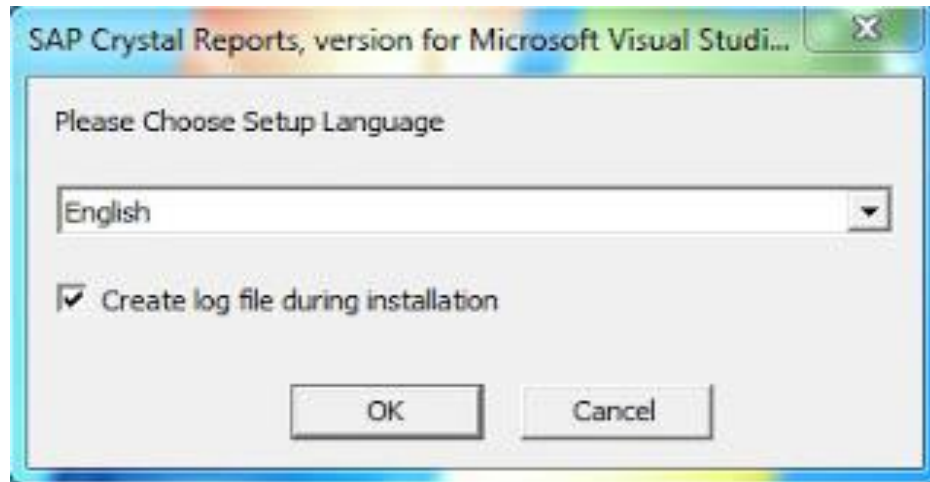 SAP Crystal Reports, version for Microsoft Visual Studi...
Please Choose Setup Language
English
Create log file during installation
OK
Cancel